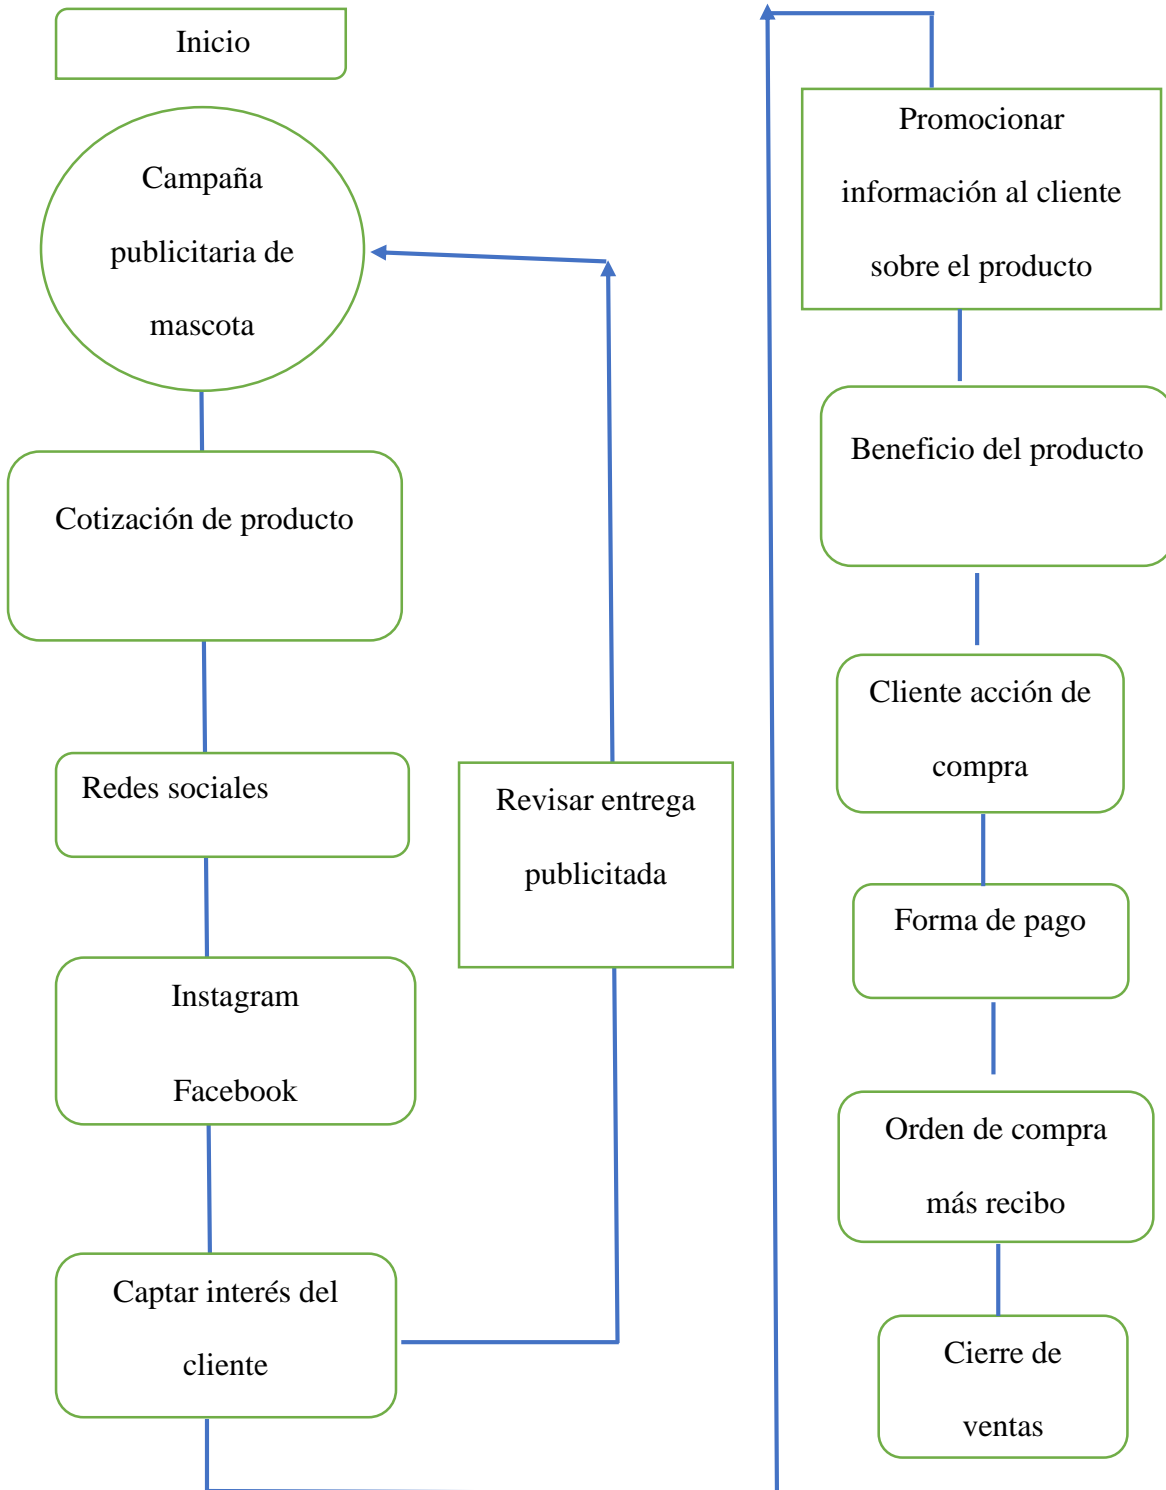 Inicio
Campaña
publicitaria de
mascota
Cotización de producto
Redes sociales
Instagram
Facebook
Captar interés del
cliente
Revisar entrega
publicitada
Promocionar
información al cliente
sobre el producto
Beneficio del producto
Cliente acción de
compra
Forma de pago
Orden de compra
más recibo
Cierre de
ventas